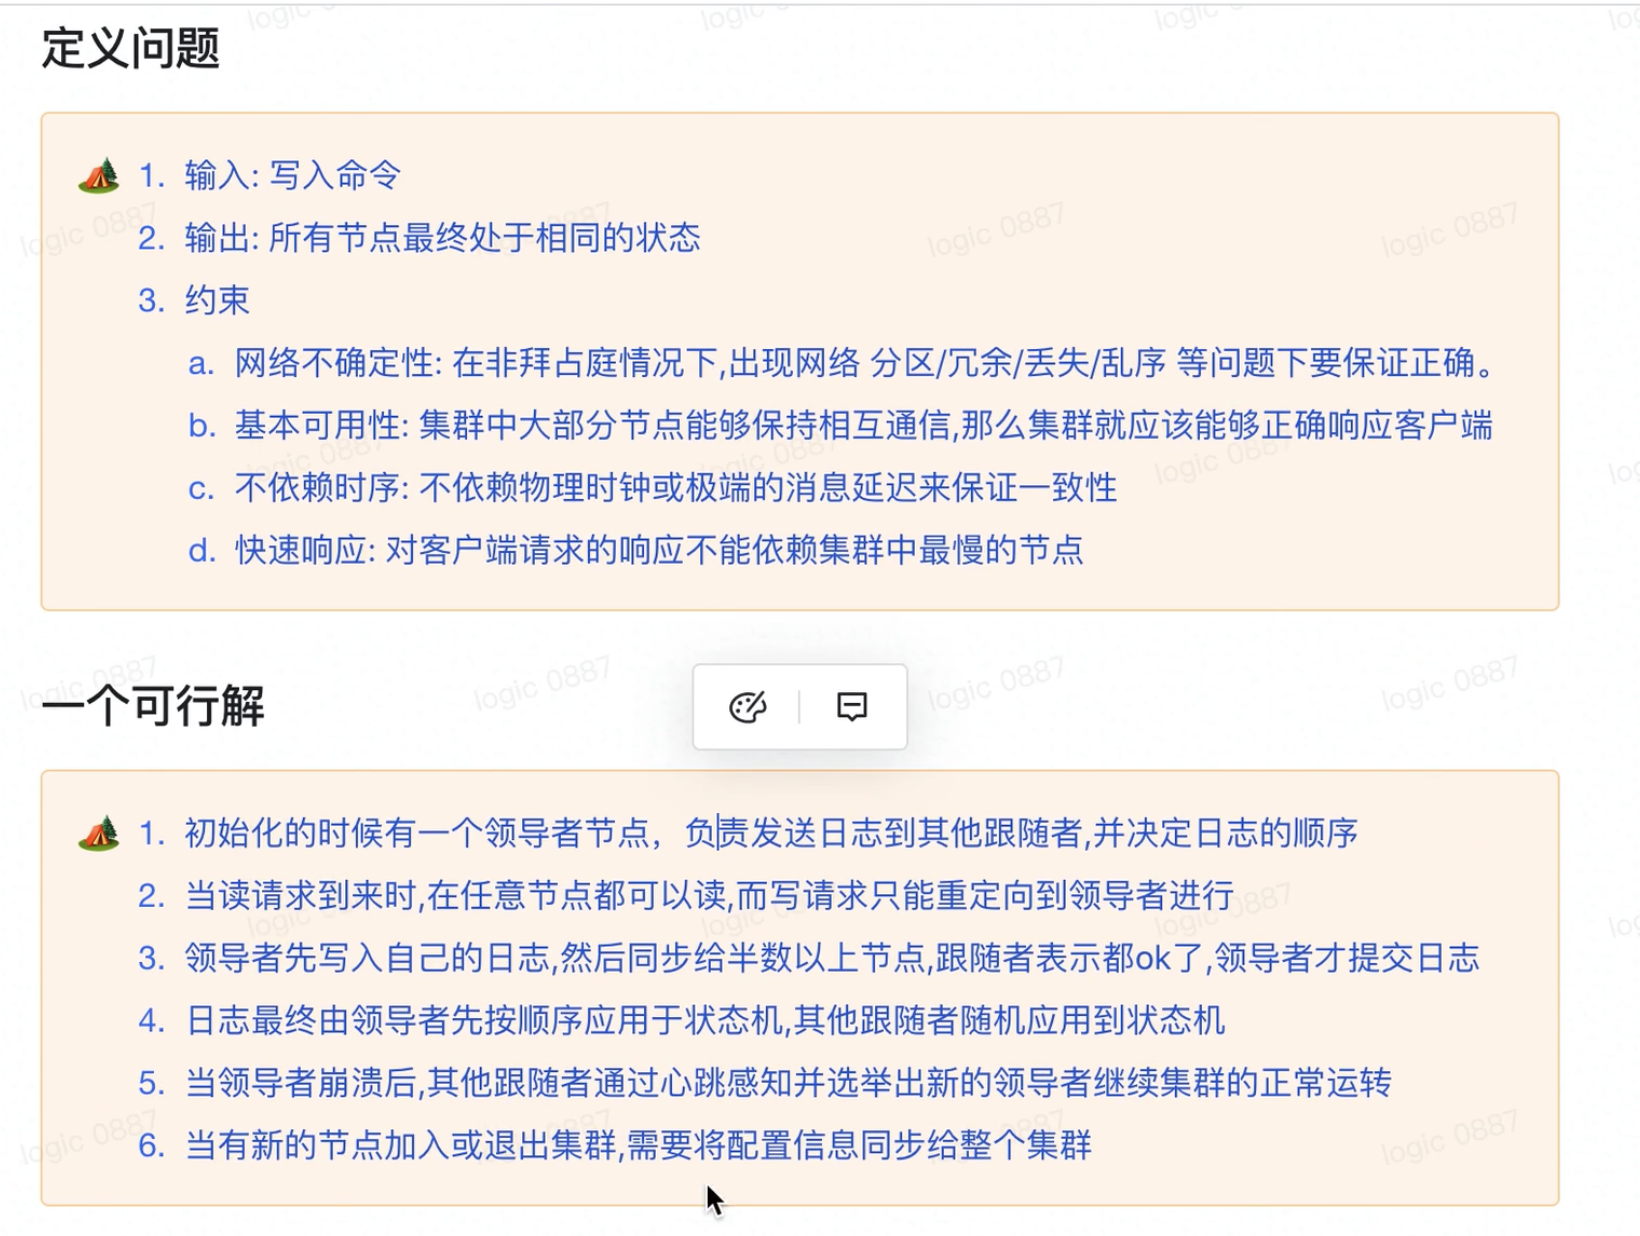 定义问题
1. 输入: 写入命令
2. 输出: 所有节点最终处于相同的状态
3. 约束
a. 网络不确定性: 在非拜占庭情况下,出现网络 分区/冗余/丢失/乱序 等问题下要保证正确。
b. 基本可用性: 集群中大部分节点能够保持相互通信,那么集群就应该能够正确响应客户端
c. 不依赖时序: 不依赖物理时钟或极端的消息延迟来保证一致性
d. 快速响应: 对客户端请求的响应不能依赖集群中最慢的节点
一个可行解
1. 初始化的时候有一个领导者节点，负责发送日志到其他跟随者,并决定日志的顺序
2. 当读请求到来时,在任意节点都可以读,而写请求只能重定向到领导者进行
3. 领导者先写入自己的日志,然后同步给半数以上节点,跟随者表示都ok了,领导者才提交日志
4. 日志最终由领导者先按顺序应用于状态机,其他跟随者随机应用到状态机
5. 当领导者崩溃后,其他跟随者通过心跳感知并选举出新的领导者继续集群的正常运转
6. 当有新的节点加入或退出集群,需要将配置信息同步给整个集群
logic 0887